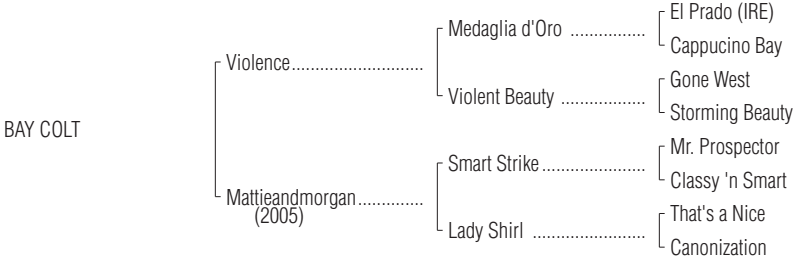 El Prado (IRE)
Medaglia d'Oro ................
Cappucino Bay
Violence............................
Gone West
Violent Beauty ..................
Storming Beauty
BAY COLT
Mr. Prospector
Smart Strike......................
Classy 'n Smart
Mattieandmorgan..............
(2005)
That's a Nice
Lady Shirl ........................
Canonization